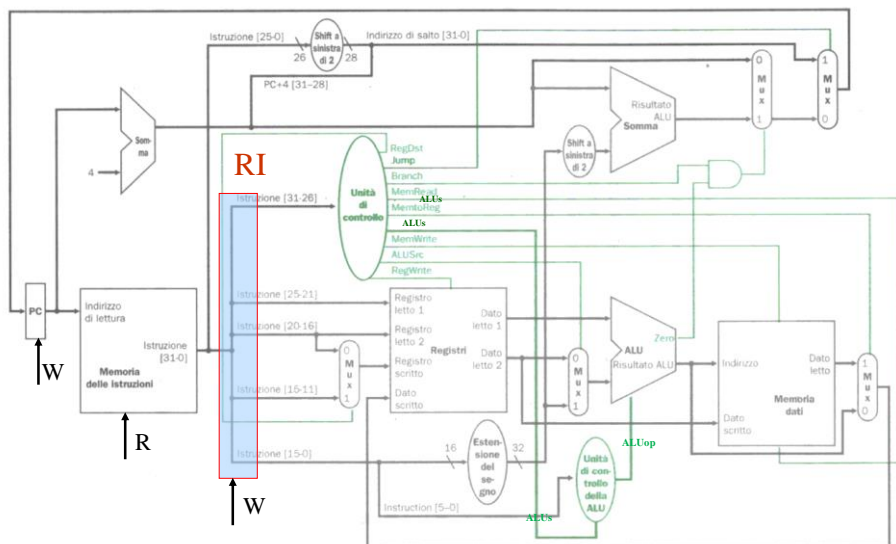 Istruzione [25-0]
26
Shift a
sinistra
di 2
28
Indirizzo di salto [31-0]
PC+4 [31-28]
0
M
u
x
1
1
M
u
x
0
Som-
ma
4
Risultato
ALU
Somma
Shift a
sinistra
di 2
RI
RegDst
Jump
Branch
MemRead
ALUs
MemtoReg
ALUs
MemWrite
ALUSrc
RegWrite
Unità
di
controllo
Istruzione [31-26]
PC
W
Indirizzo
di lettura
Istruzione
[31-0]
Memoria
delle istruzioni
R
Istruzione [25-21]
Istruzione [20-16]
0
M
u
x
1
Istruzione [15-11]
Registro
letto 1
Registro
letto 2
Registro
scritto
Dato
scritto
Dato
letto 1
Dato
letto 2
Registri
0
M
u
x
1
Zero
ALU
Risultato ALU
Indirizzo
Dato
letto
Dato
scritto
Memoria
dati
1
M
u
x
0
Istruzione [15-0]
16
Esten-
sione
del
se-
gno
32
Instruction [5-0]
ALUs
Unità
di con-
trollo
della
ALU
ALUop
W